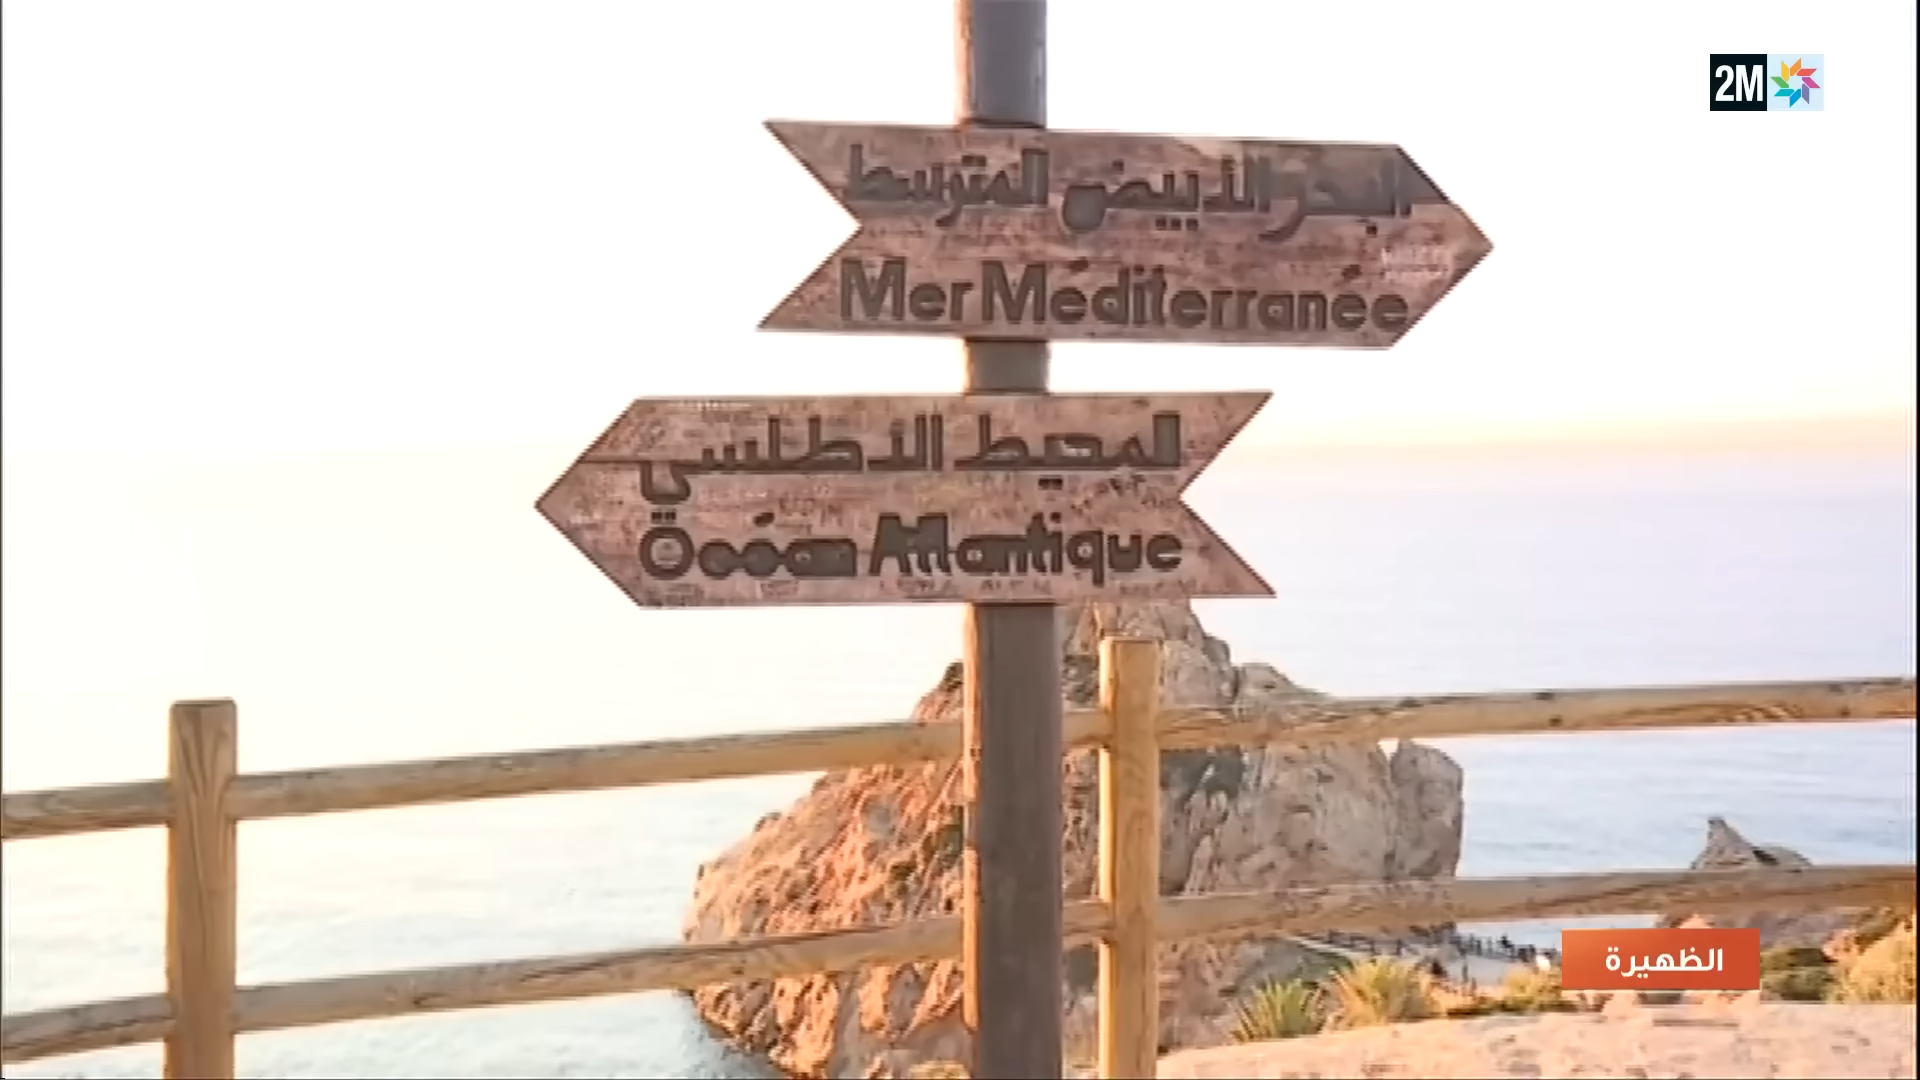 2M
البحر الأبيض المتوسط
Mer Méditerranée
المحيط الأطلسي
Océan Atlantique
الظهيرة